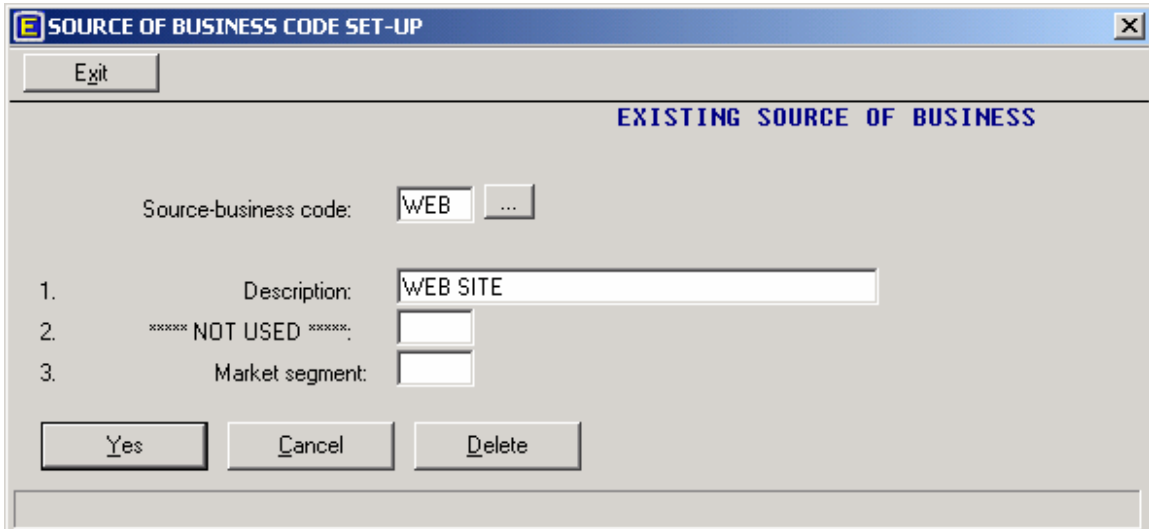 E SOURCE OF BUSINESS CODE SET-UP
Exit
EXISTING SOURCE OF BUSINESS
Source-business code: WEB ...
1. Description: WEB SITE
2. ***** NOT USED *****:
3. Market segment:
Yes Cancel Delete